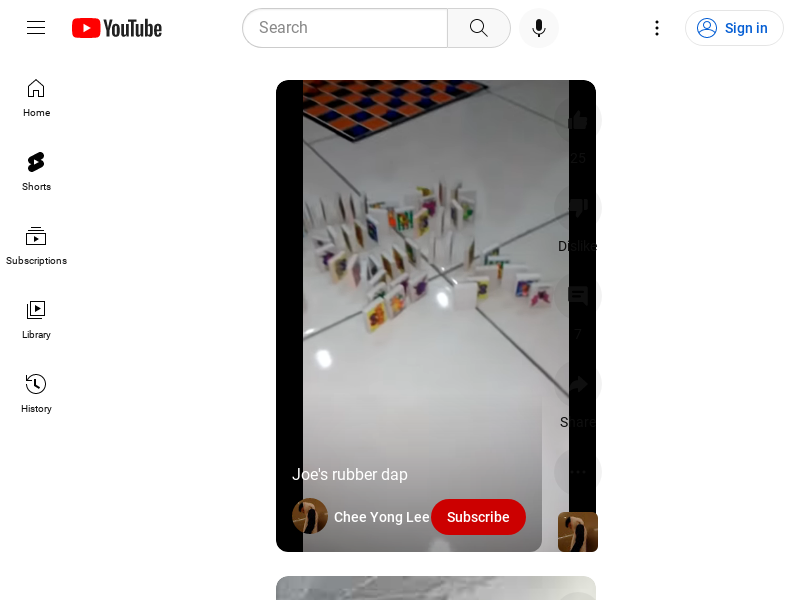 YouTube
Search
Sign in
Home
Shorts
Subscriptions
Library
History
25
Dislike
7
Share
Joe's rubber dap
Chee Yong Lee
Subscribe